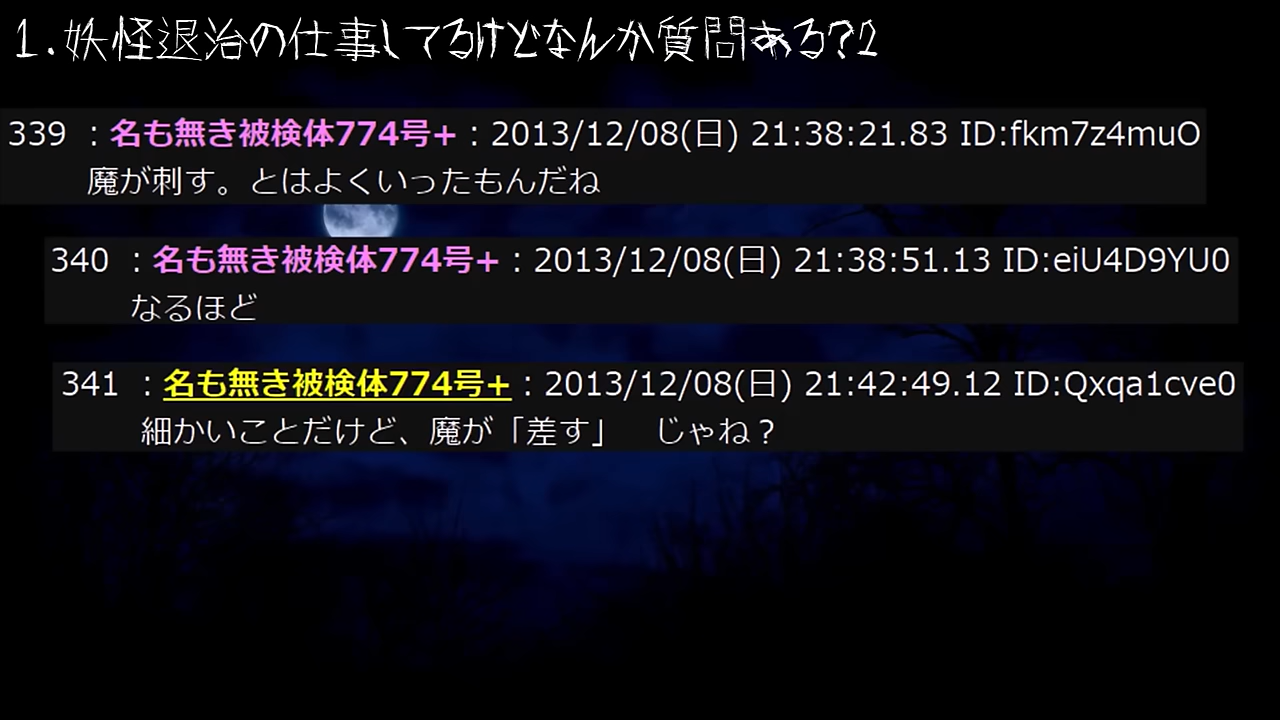 1.妖怪退治の仕事してるけどなんか質問ある?2
339 ：名も無き被検体774号+：2013/12/08(日) 21:38:21.83 ID:fkm7z4muO
魔が刺す。とはよくいったもんだね
340 ：名も無き被検体774号+：2013/12/08(日) 21:38:51.13 ID:eiU4D9YU0
なるほど
341 ：名も無き被検体774号+：2013/12/08(日) 21:42:49.12 ID:Qxqa1cve0
細かいことだけど、魔が「差す」　じゃね？